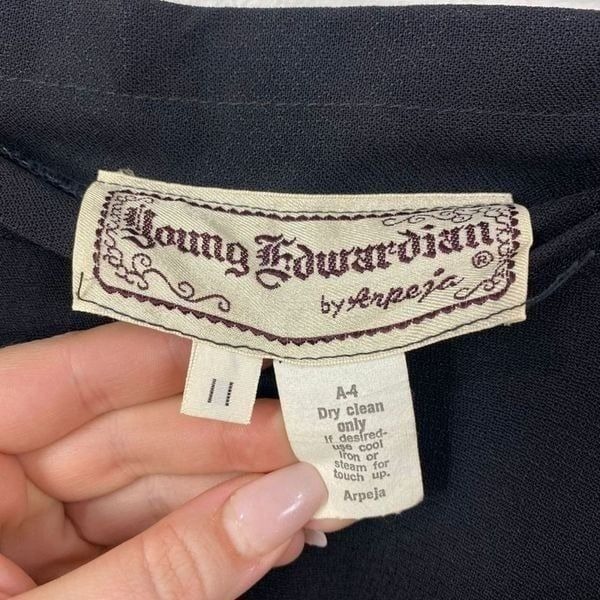 Young Edwardian
by Arpeja ®
11
A-4
Dry clean
only
If desired-
use cool
iron or
steam for
touch up.
Arpeja